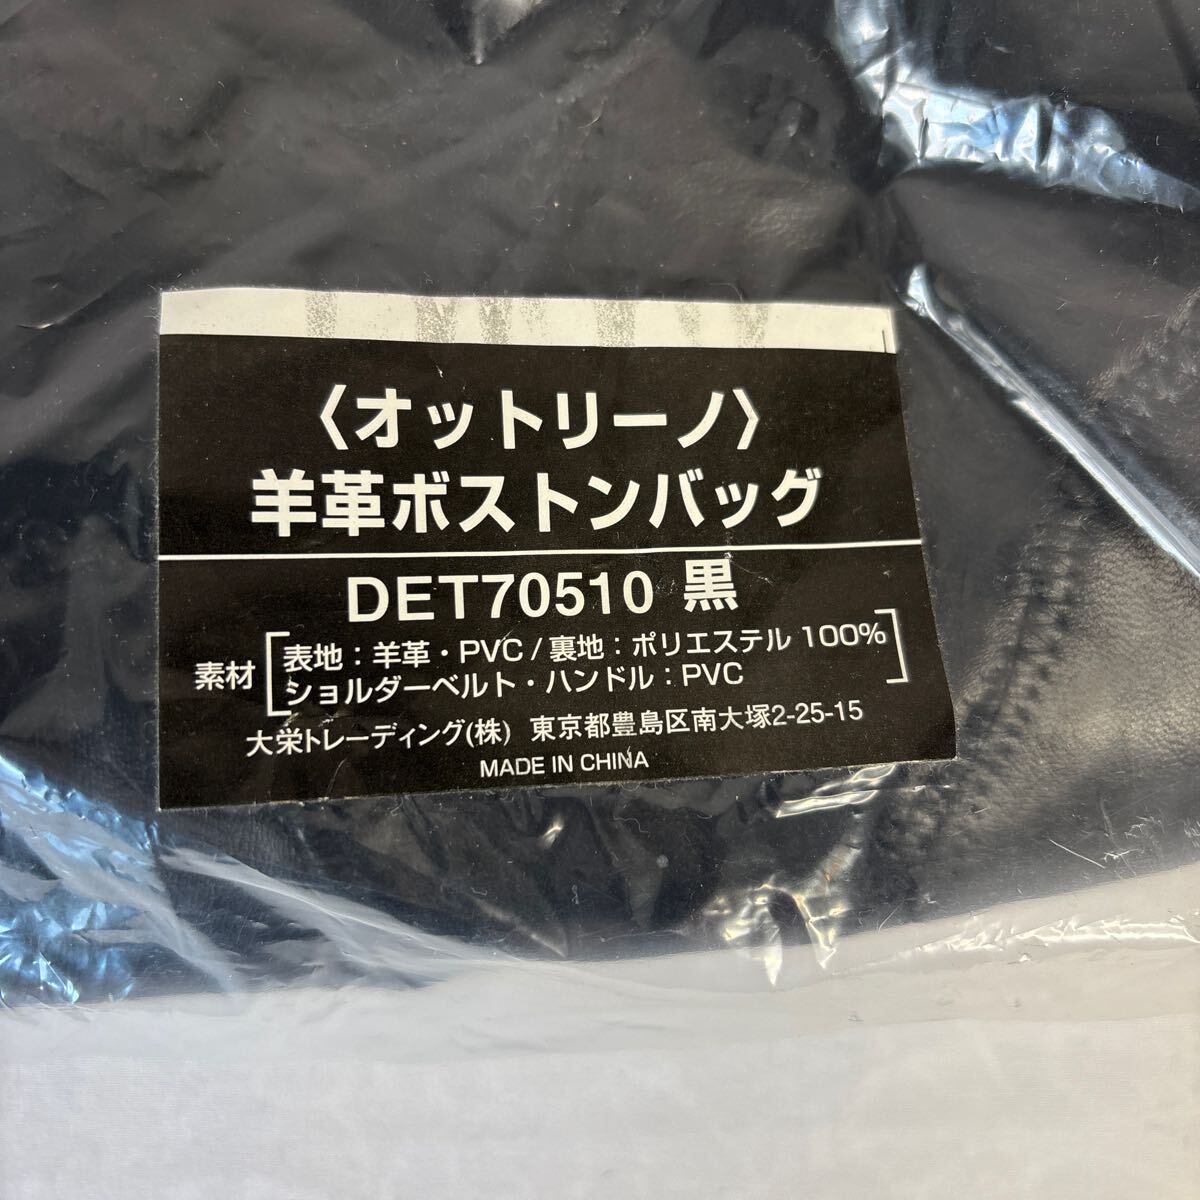 〈オットリーノ〉
羊革ボストンバッグ
DET70510 黒
素材 [表地：羊革・PVC / 裏地：ポリエステル 100%
ショルダーベルト・ハンドル：PVC]
大栄トレーディング(株) 東京都豊島区南大塚2-25-15
MADE IN CHINA